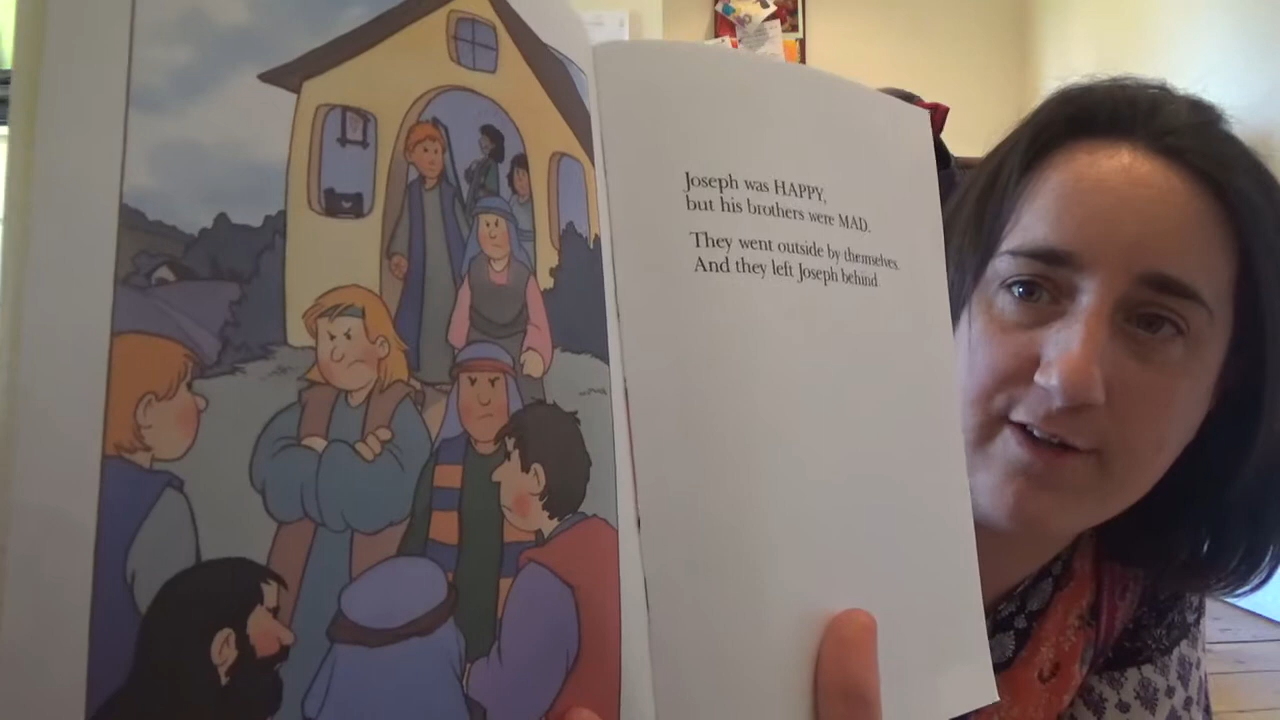 Joseph was HAPPY,
but his brothers were MAD.
They went outside by themselves.
And they left Joseph behind.